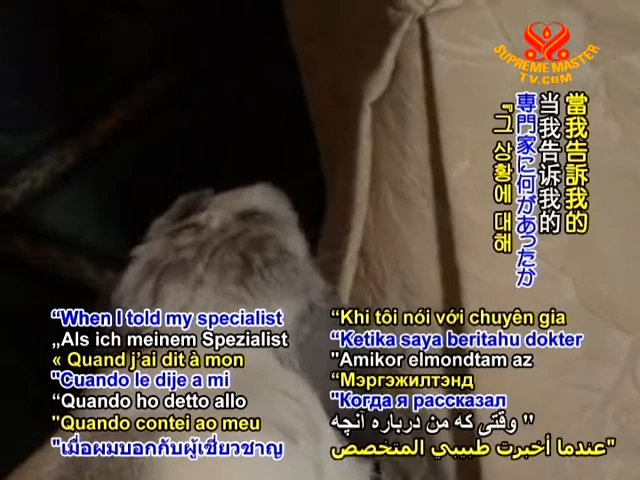 SUPREME MASTER
TV.COM
當我告訴我的
当我告诉我的
専門家に何があったか
『그 상황에 대해
“When I told my specialist
„Als ich meinem Spezialist
« Quand j’ai dit à mon
"Cuando le dije a mi
“Quando ho detto allo
"Quando contei ao meu
"เมื่อผมบอกกับผู้เชี่ยวชาญ
“Khi tôi nói với chuyên gia
“Ketika saya beritahu dokter
"Amikor elmondtam az
“Мэргэжилтэнд
"Когда я рассказал
" وقتی که من درباره آنچه
"عندما أخبرت طبيبي المتخصص